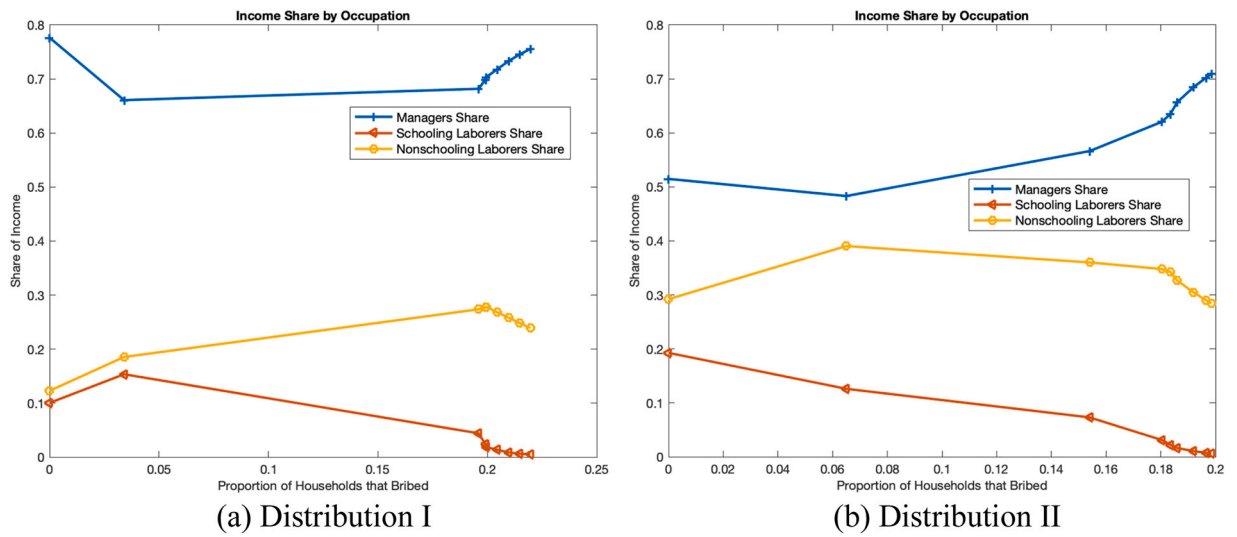 Income Share by Occupation
0.8
0.7
0.6
0.5
0.4
0.3
0.2
0.1
0
Share of Income
Managers Share
Schooling Laborers Share
Nonschooling Laborers Share
0 0.05 0.1 0.15 0.2 0.25
Proportion of Households that Bribed
(a) Distribution I
Income Share by Occupation
0.8
0.7
0.6
0.5
0.4
0.3
0.2
0.1
0
Share of Income
Managers Share
Schooling Laborers Share
Nonschooling Laborers Share
0 0.02 0.04 0.06 0.08 0.1 0.12 0.14 0.16 0.18 0.2
Proportion of Households that Bribed
(b) Distribution II